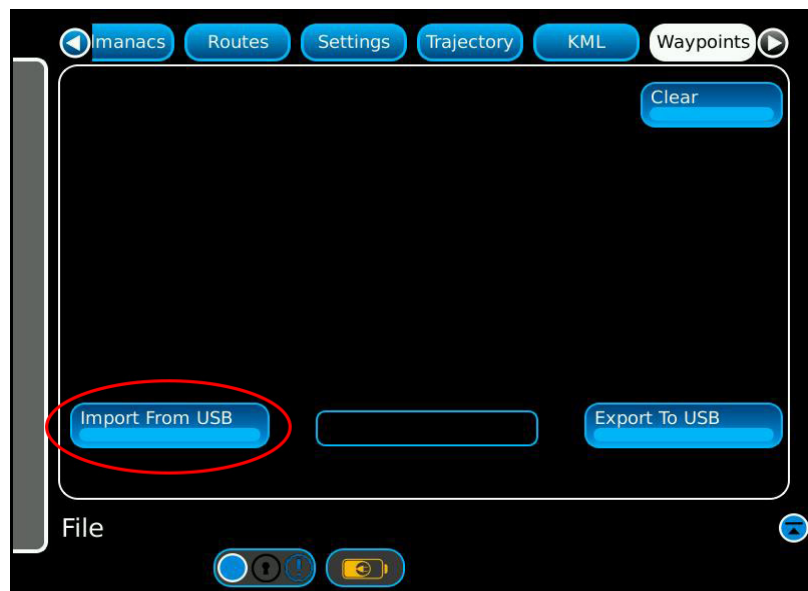 lmanacs Routes Settings Trajectory KML Waypoints
Clear
Import From USB Export To USB
File